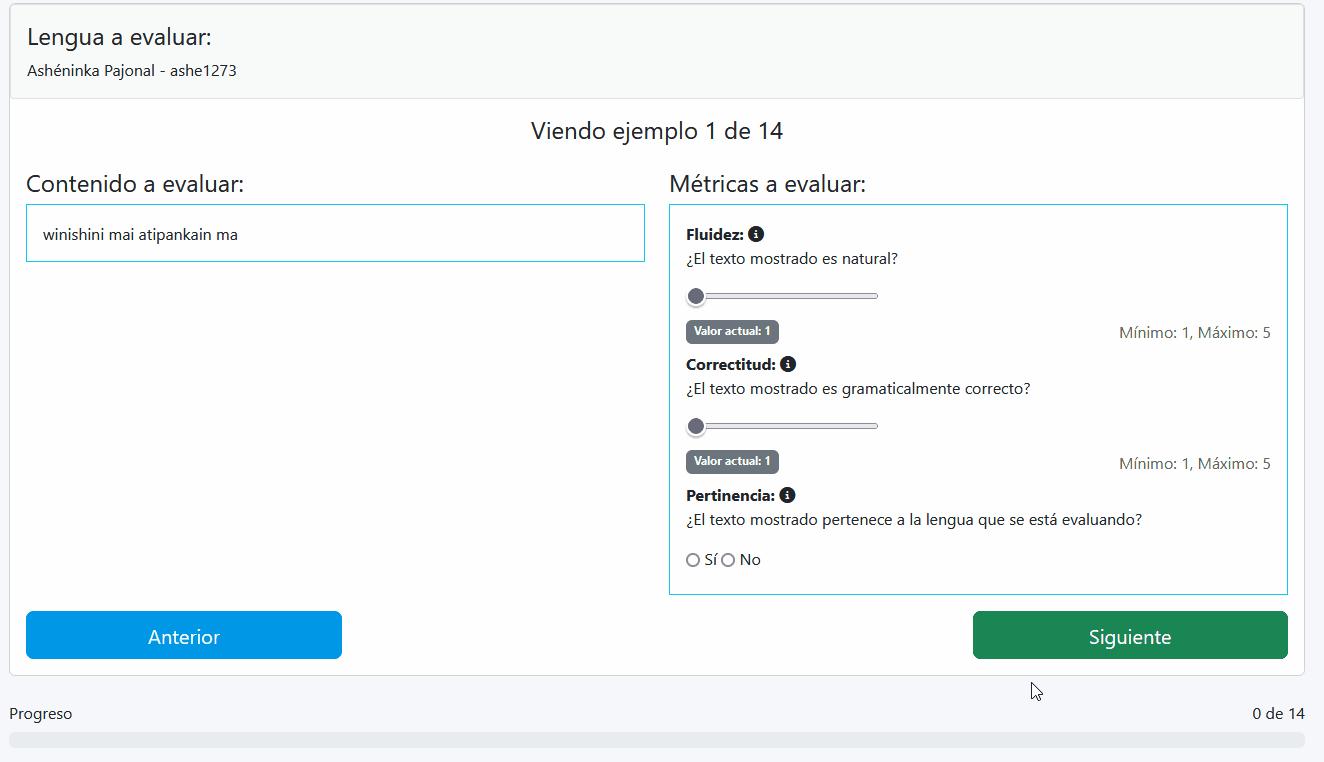 Lengua a evaluar:
Ashéninka Pajonal - ashe1273
Viendo ejemplo 1 de 14
Contenido a evaluar:
winishini mai atipankain ma
Métricas a evaluar:
Fluidez:
¿El texto mostrado es natural?
Valor actual: 1
Mínimo: 1, Máximo: 5
Correctitud:
¿El texto mostrado es gramaticalmente correcto?
Valor actual: 1
Mínimo: 1, Máximo: 5
Pertinencia:
¿El texto mostrado pertenece a la lengua que se está evaluando?
Sí No
Anterior
Siguiente
Progreso
0 de 14